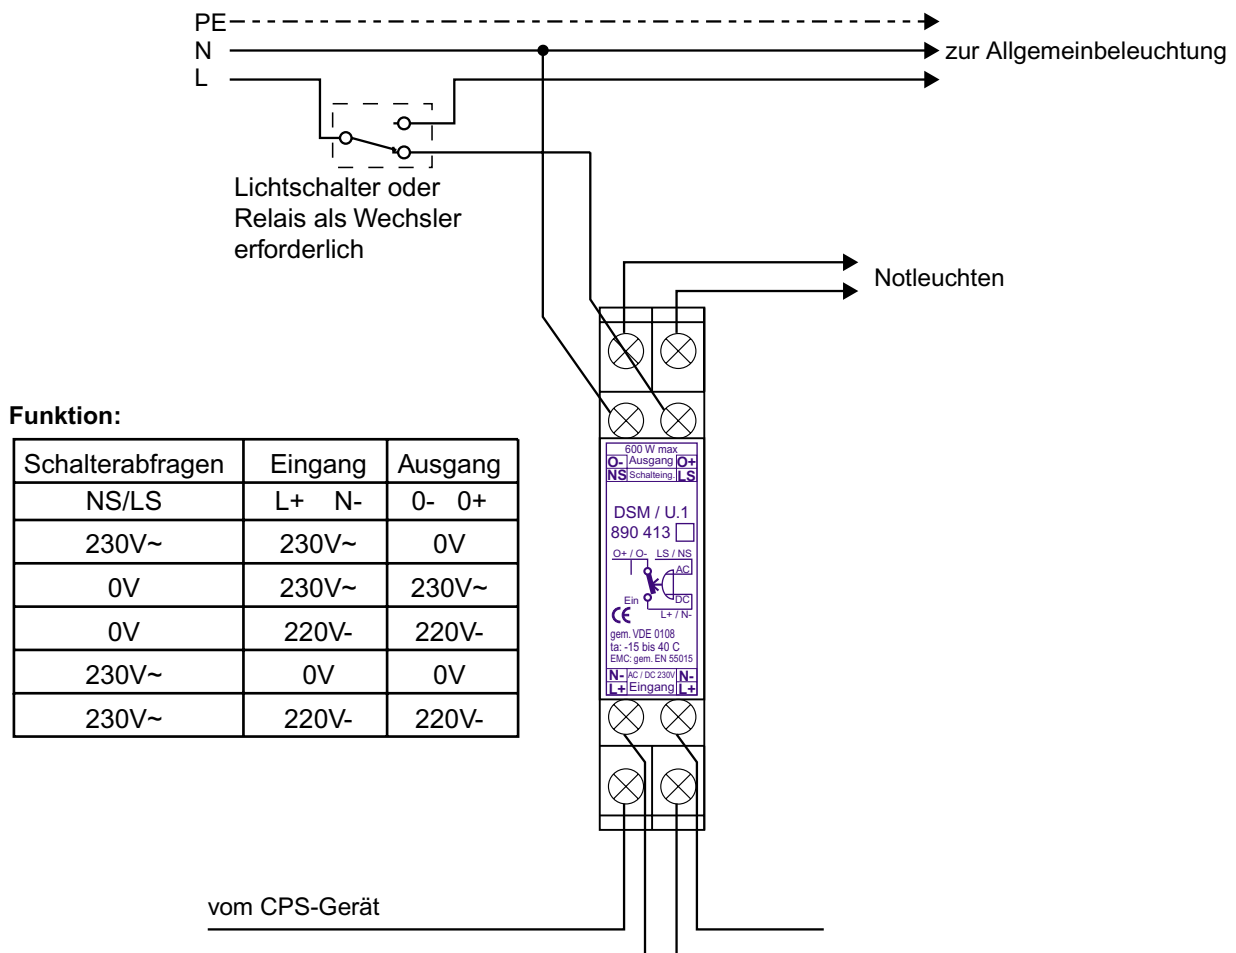 PE
N
zur Allgemeinbeleuchtung
L
Lichtschalter oder
Relais als Wechsler
erforderlich
Notleuchten
Funktion:
Schalterabfragen Eingang Ausgang
NS/LS L+ N- 0- 0+
230V~ 230V~ 0V
0V 230V~ 230V~
0V 220V- 220V-
230V~ 0V 0V
230V~ 220V- 220V-
600 W max
O- Ausgang O+
NS Schalteing. LS
DSM / U.1
890 413
O+ / O- LS / NS
AC
Ein DC
CE L+ / N-
gem. VDE 0108
ta: -15 bis 40 C
EMC: gem. EN 55015
N- AC / DC 230V N-
L+ Eingang L+
vom CPS-Gerät